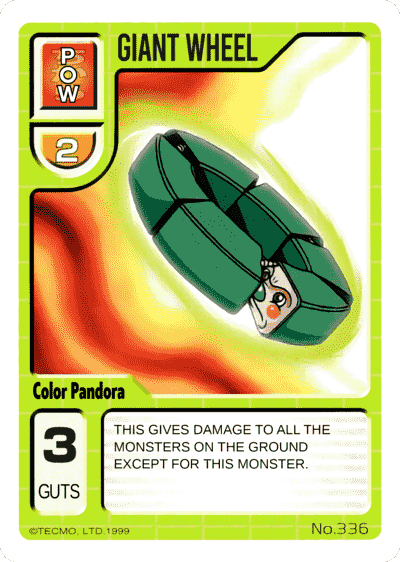 POW
GIANT WHEEL
2
Color Pandora
3
GUTS
THIS GIVES DAMAGE TO ALL THE
MONSTERS ON THE GROUND
EXCEPT FOR THIS MONSTER.
©TECMO, LTD.1999
No.336